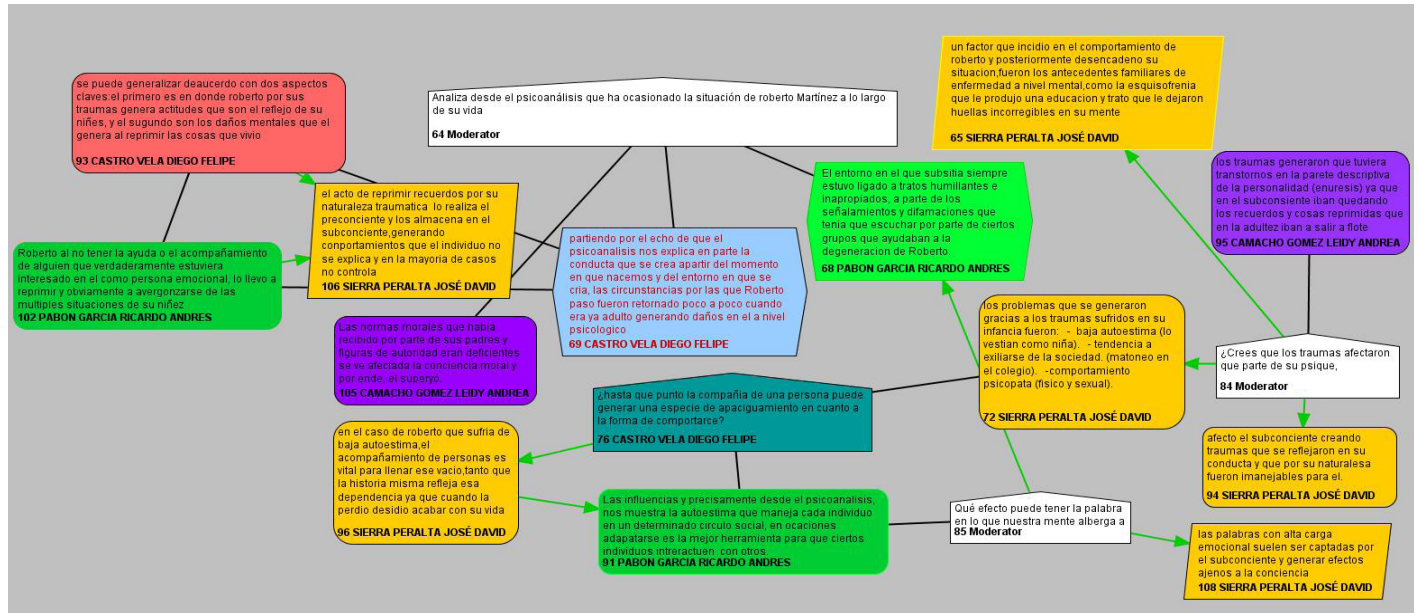 se puede generalizar deaucerdo con dos aspectos
claves:el primero es en donde roberto por sus
traumas genera actitudes que son el reflejo de su
niñes, y el sugundo son los daños mentales que el
genera al reprimir las cosas que vivio
93 CASTRO VELA DIEGO FELIPE
Analiza desde el psicoanálisis que ha ocasionado la situación de roberto Martínez a lo largo
de su vida
64 Moderator
un factor que incidio en el comportamiento de
roberto y posteriormente desencadeno su
situacion,fueron los antecedentes familiares de
enfermedad a nivel mental,como la esquisofrenia
que le produjo una educacion y trato que le dejaron
huellas incorregibles en su mente
65 SIERRA PERALTA JOSÉ DAVID
los traumas generaron que tuviera
transtornos en la parete descriptiva
de la personalidad (enuresis) ya que
en el subconsiente iban quedando
los recuerdos y cosas reprimidas que
en la adultez iban a salir a flote
95 CAMACHO GOMEZ LEIDY ANDREA
el acto de reprimir recuerdos por su
naturaleza traumatica  lo realiza el
preconciente y los almacena en el
subconciente,generando
conportamientos que el individuo no
se explica y en la mayoria de casos
no controla
106 SIERRA PERALTA JOSÉ DAVID
El entorno en el que subsitia siempre
estuvo ligado a tratos humillantes e
inapropiados, a parte de los
señalamientos y difamaciones que
tenia que escuchar por parte de ciertos
grupos que ayudaban a la
degeneracion de Roberto.
68 PABON GARCIA RICARDO ANDRES
Roberto al no tener la ayuda o el acompañamiento
de alguien que verdaderamente estuviera
interesado en el como persona emocional, lo llevo a
reprimir y obviamente a avergonzarse de las
multiples situaciones de su niñez
102 PABON GARCIA RICARDO ANDRES
partiendo por el echo de que el
psicoanalisis nos explica en parte la
conducta que se crea apartir del momento
en que nacemos y del entorno en que se
cria, las circunstancias por las que Roberto
paso fueron retornado poco a poco cuando
era ya adulto generando daños en el a nivel
psicologico
69 CASTRO VELA DIEGO FELIPE
Las normas morales que había
recibido por parte de sus padres y
figuras de autoridad eran deficientes
se ve afectada la conciencia moral y
por ende, el superyó.
105 CAMACHO GOMEZ LEIDY ANDREA
los problemas que se generaron
gracias a los traumas sufridos en su
infancia fueron:  -  baja autoestima (lo
vestian como niña).  - tendencia a
exiliarse de la sociedad. (matoneo en
el colegio).  -comportamiento
psicopata (fisico y sexual).
72 SIERRA PERALTA JOSÉ DAVID
¿Crees que los traumas afectaron
que parte de su psique,
84 Moderator
¿hasta que punto la compañia de una persona puede
generar una especie de apaciguamiento en cuanto a
la forma de comportarce?
76 CASTRO VELA DIEGO FELIPE
en el caso de roberto que sufria de
baja autoestima,el
acompañamiento de personas es
vital para llenar ese vacio,tanto que
la historia misma refleja esa
dependencia ya que cuando la
perdio desidio acabar con su vida
96 SIERRA PERALTA JOSÉ DAVID
afecto el subconciente creando
traumas que se reflejaron en su
conducta y que por su naturalesa
fueron imanejables para el.
94 SIERRA PERALTA JOSÉ DAVID
Las influencias y precisamente desde el psicoanalisis,
nos muestra la autoestima que maneja cada individuo
en un determinado circulo social, en ocaciones
adapatarse es la mejor herramienta para que ciertos
individuos intreractuen  con otros.
91 PABON GARCIA RICARDO ANDRES
Qué efecto puede tener la palabra
en lo que nuestra mente alberga a
85 Moderator
las palabras con alta carga
emocional suelen ser captadas por
el subconciente y generar efectos
ajenos a la conciencia
108 SIERRA PERALTA JOSÉ DAVID